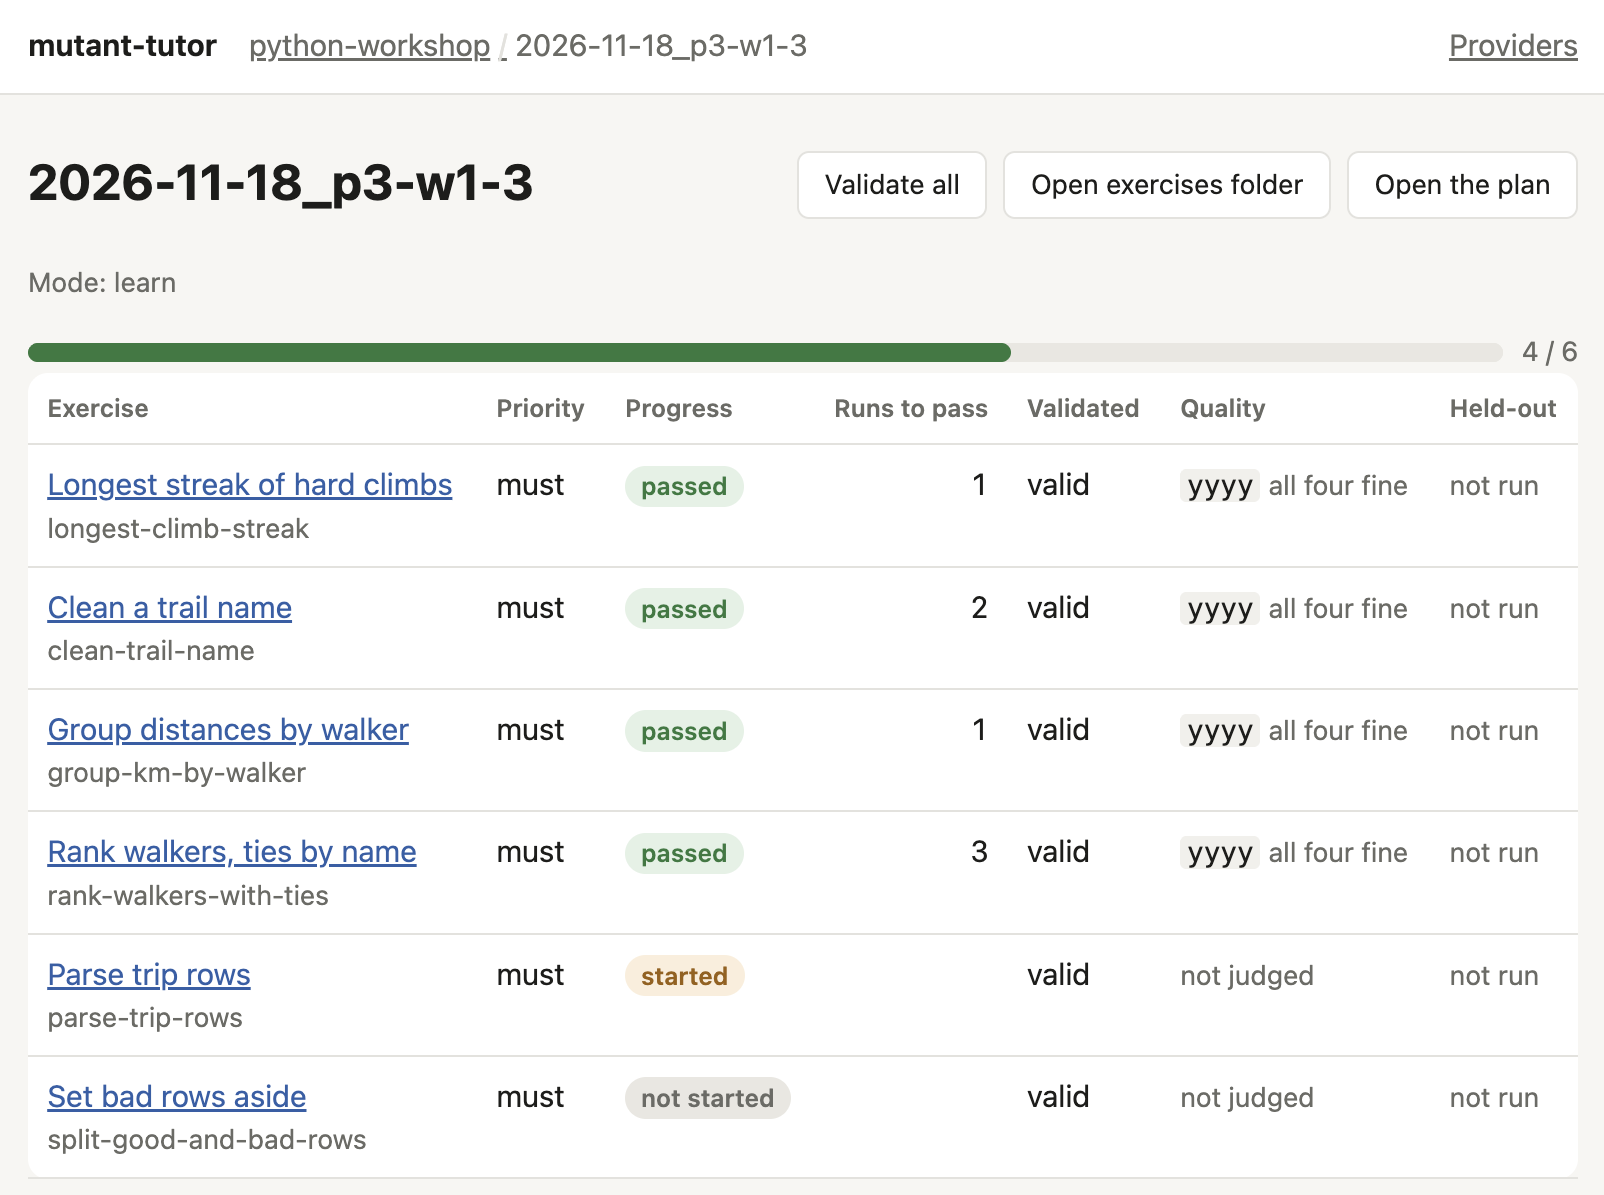 mutant-tutor python-workshop / 2026-11-18_p3-w1-3 Providers
2026-11-18_p3-w1-3 Validate all Open exercises folder Open the plan
Mode: learn
4 / 6
Exercise Priority Progress Runs to pass Validated Quality Held-out
Longest streak of hard climbs must passed 1 valid yyyy all four fine not run
longest-climb-streak
Clean a trail name must passed 2 valid yyyy all four fine not run
clean-trail-name
Group distances by walker must passed 1 valid yyyy all four fine not run
group-km-by-walker
Rank walkers, ties by name must passed 3 valid yyyy all four fine not run
rank-walkers-with-ties
Parse trip rows must started valid not judged not run
parse-trip-rows
Set bad rows aside must not started valid not judged not run
split-good-and-bad-rows